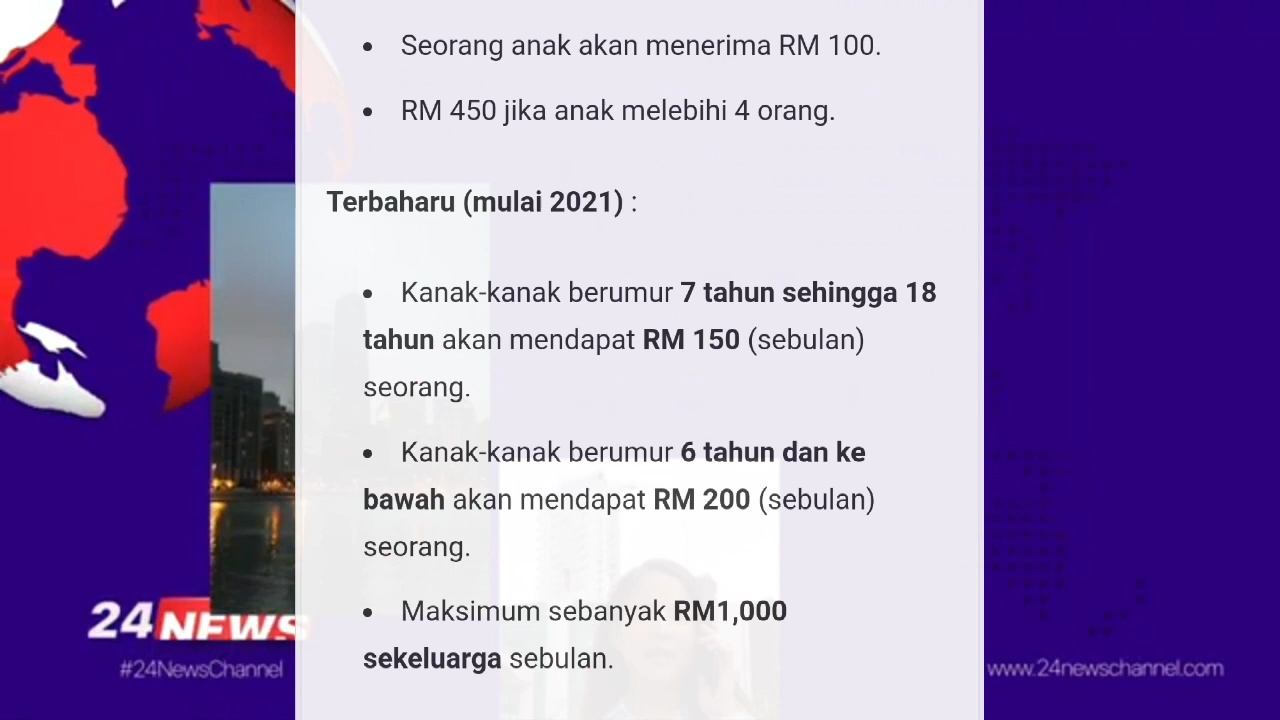 Seorang anak akan menerima RM 100.
RM 450 jika anak melebihi 4 orang.
Terbaharu (mulai 2021) :
Kanak-kanak berumur 7 tahun sehingga 18
tahun akan mendapat RM 150 (sebulan)
seorang.
Kanak-kanak berumur 6 tahun dan ke
bawah akan mendapat RM 200 (sebulan)
seorang.
Maksimum sebanyak RM1,000
sekeluarga sebulan.
24 NEWS
#24NewsChannel
www.24newschannel.com